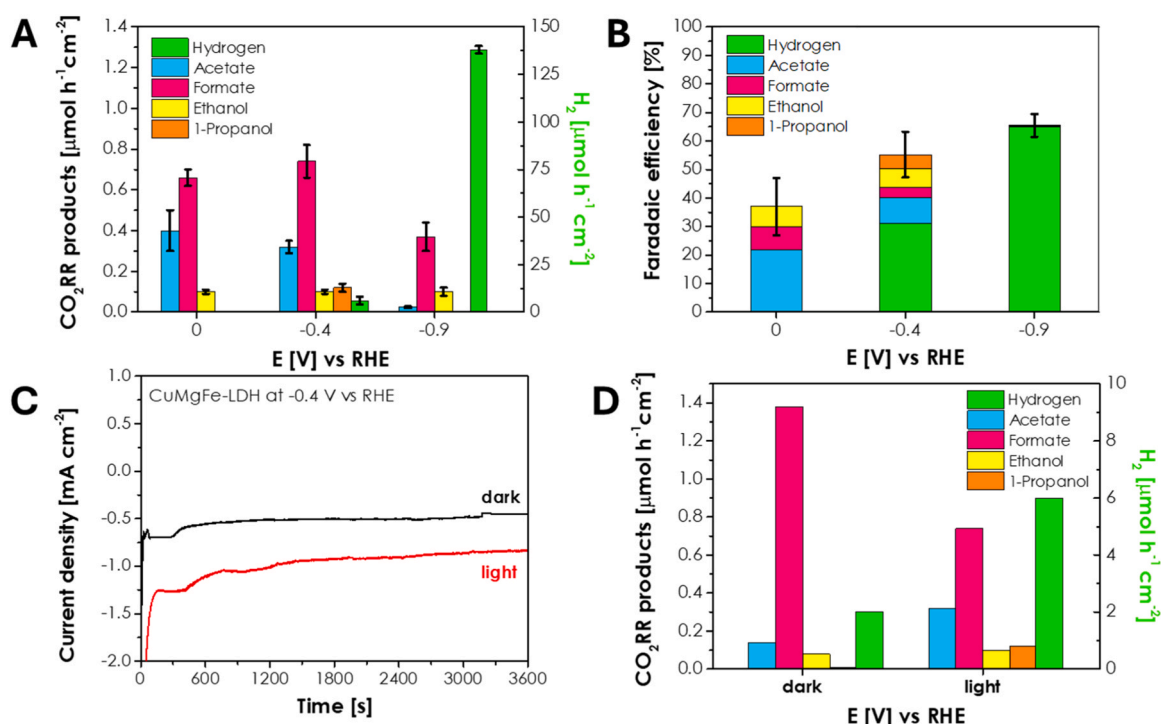 A
CO₂RR products [μmol h⁻¹cm⁻²]
1.4
1.2
1.0
0.8
0.6
0.4
0.2
0.0
Hydrogen
Acetate
Formate
Ethanol
1-Propanol
150
125
100
75
50
25
0
H₂ [μmol h⁻¹ cm⁻²]
0 -0.4 -0.9
E [V] vs RHE
B
Faradaic efficiency [%]
100
90
80
70
60
50
40
30
20
10
0
Hydrogen
Acetate
Formate
Ethanol
1-Propanol
0 -0.4 -0.9
E [V] vs RHE
C
Current density [mA cm⁻²]
1.0
0.5
0.0
-0.5
-1.0
-1.5
-2.0
CuMgFe-LDH at -0.4 V vs RHE
dark
light
0 600 1200 1800 2400 3000 3600
Time [s]
D
CO₂RR products [μmol h⁻¹cm⁻²]
1.4
1.2
1.0
0.8
0.6
0.4
0.2
0.0
Hydrogen
Acetate
Formate
Ethanol
1-Propanol
10
8
6
4
2
0
H₂ [μmol h⁻¹ cm⁻²]
dark light
E [V] vs RHE